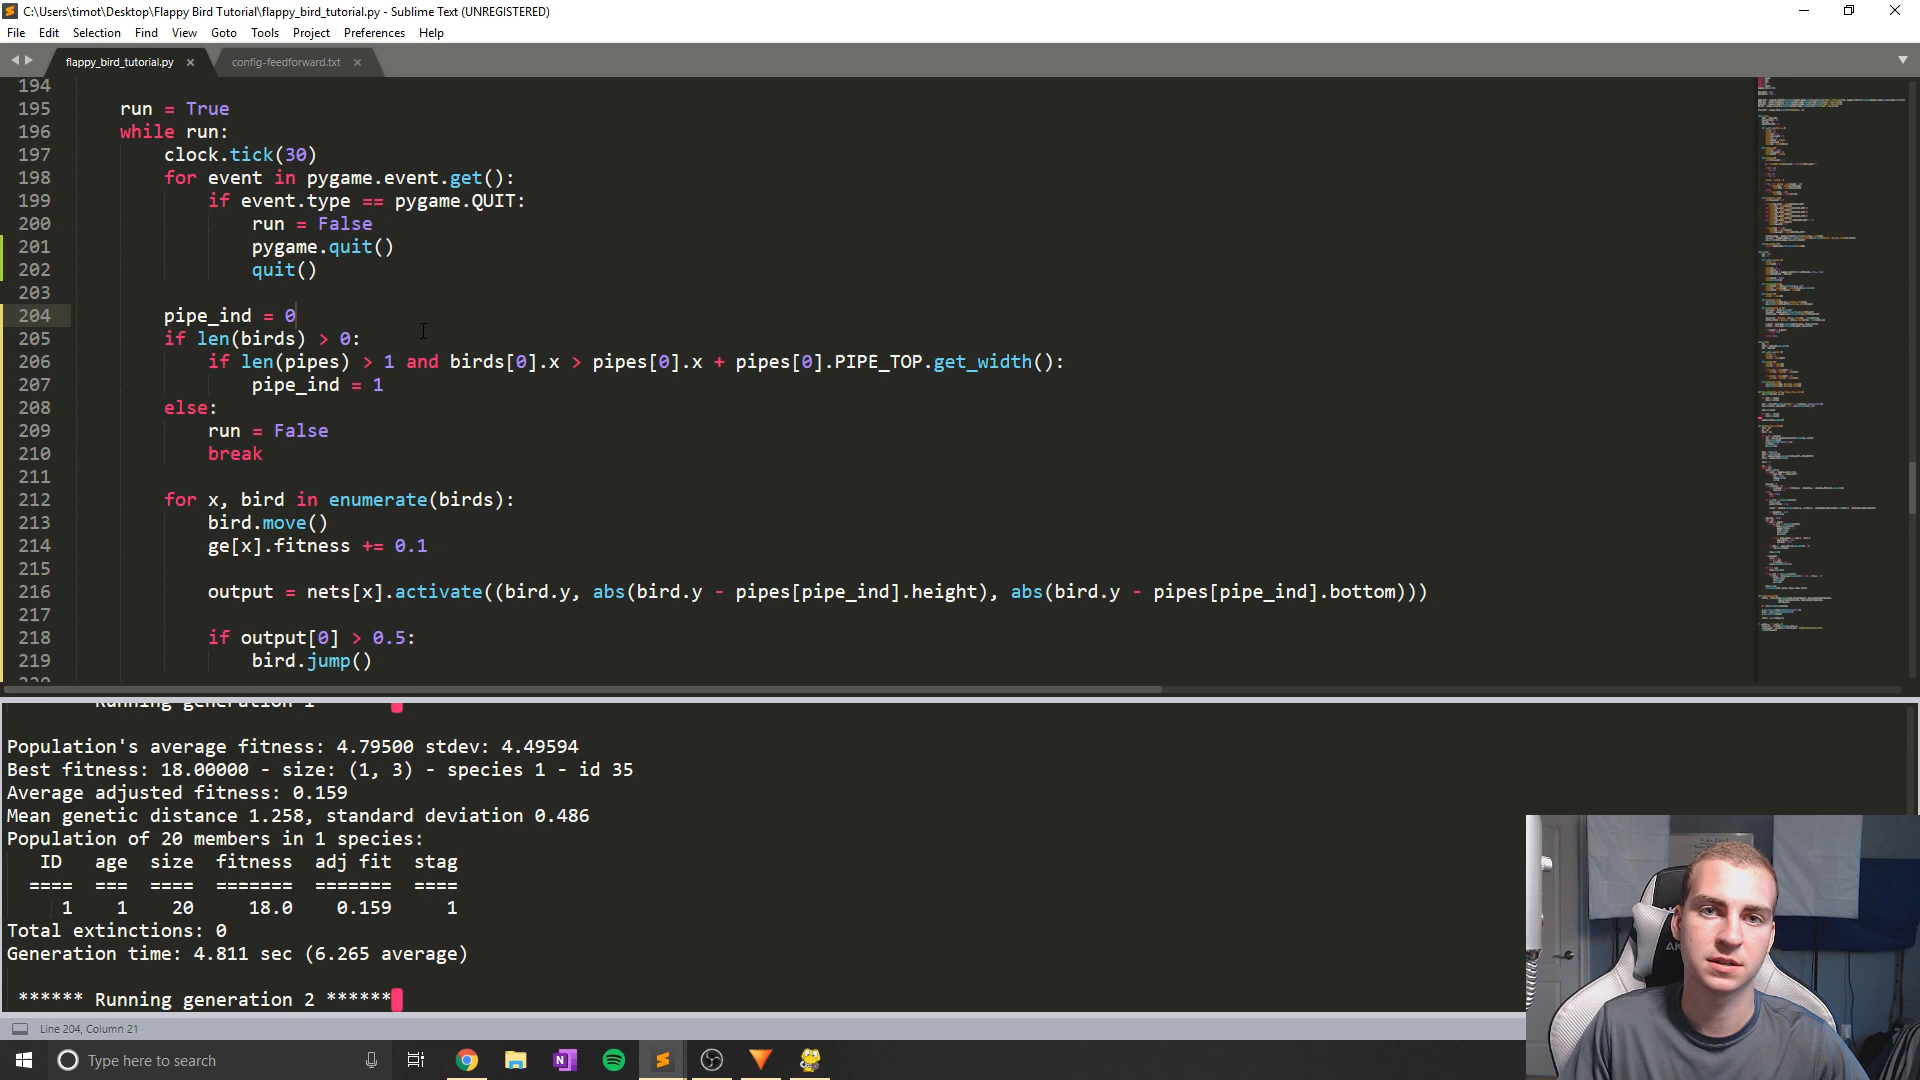 C:\Users\timot\Desktop\Flappy Bird Tutorial\flappy_bird_tutorial.py - Sublime Text (UNREGISTERED)
File Edit Selection Find View Goto Tools Project Preferences Help
flappy_bird_tutorial.py × config-feedforward.txt ×
194
195 run = True
196 while run:
197 clock.tick(30)
198 for event in pygame.event.get():
199 if event.type == pygame.QUIT:
200 run = False
201 pygame.quit()
202 quit()
203
204 pipe_ind = 0
205 if len(birds) > 0:
206 if len(pipes) > 1 and birds[0].x > pipes[0].x + pipes[0].PIPE_TOP.get_width():
207 pipe_ind = 1
208 else:
209 run = False
210 break
211
212 for x, bird in enumerate(birds):
213 bird.move()
214 ge[x].fitness += 0.1
215
216 output = nets[x].activate((bird.y, abs(bird.y - pipes[pipe_ind].height), abs(bird.y - pipes[pipe_ind].bottom)))
217
218 if output[0] > 0.5:
219 bird.jump()
220
Running generation 1
Population's average fitness: 4.79500 stdev: 4.49594
Best fitness: 18.00000 - size: (1, 3) - species 1 - id 35
Average adjusted fitness: 0.159
Mean genetic distance 1.258, standard deviation 0.486
Population of 20 members in 1 species:
ID age size fitness adj fit stag
==== === ==== ======= ======= ====
1 1 20 18.0 0.159 1
Total extinctions: 0
Generation time: 4.811 sec (6.265 average)
****** Running generation 2 ******
Line 204, Column 21
Type here to search